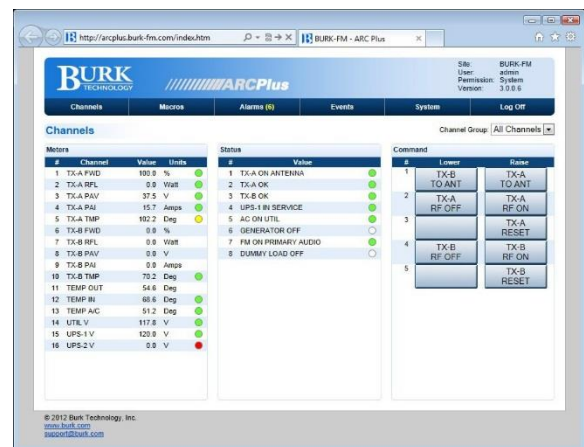 http://arcplus.burk-fm.com/index.htm
BURK-FM - ARC Plus
BURK
TECHNOLOGY
ARCPlus
Site: BURK-FM
User: admin
Permission: System
Version: 3.0.0.6
Channels Macros Alarms (6) Events System Log Off
Channels
Channel Group: All Channels
Meters
# Channel Value Units
1 TX-A FWD 100.0 %
2 TX-A RFL 0.0 Watt
3 TX-A PAV 37.5 V
4 TX-A PAI 15.7 Amps
5 TX-A TMP 102.2 Deg
6 TX-B FWD 0.0 %
7 TX-B RFL 0.0 Watt
8 TX-B PAV 0.0 V
9 TX-B PAI 0.0 Amps
10 TX-B TMP 70.2 Deg
11 TEMP OUT 54.6 Deg
12 TEMP IN 68.6 Deg
13 TEMP A/C 51.2 Deg
14 UTIL V 117.8 V
15 UPS-1 V 120.0 V
16 UPS-2 V 0.0 V
Status
# Value
1 TX-A ON ANTENNA
2 TX-A OK
3 TX-B OK
4 UPS-1 IN SERVICE
5 AC ON UTIL
6 GENERATOR OFF
7 FM ON PRIMARY AUDIO
8 DUMMY LOAD OFF
Command
# Lower Raise
1 TX-B TO ANT TX-A TO ANT
2 TX-A RF OFF TX-A RF ON
3 TX-A RESET
4 TX-B RF OFF TX-B RF ON
5 TX-B RESET
© 2012 Burk Technology, Inc.
www.burk.com
support@burk.com